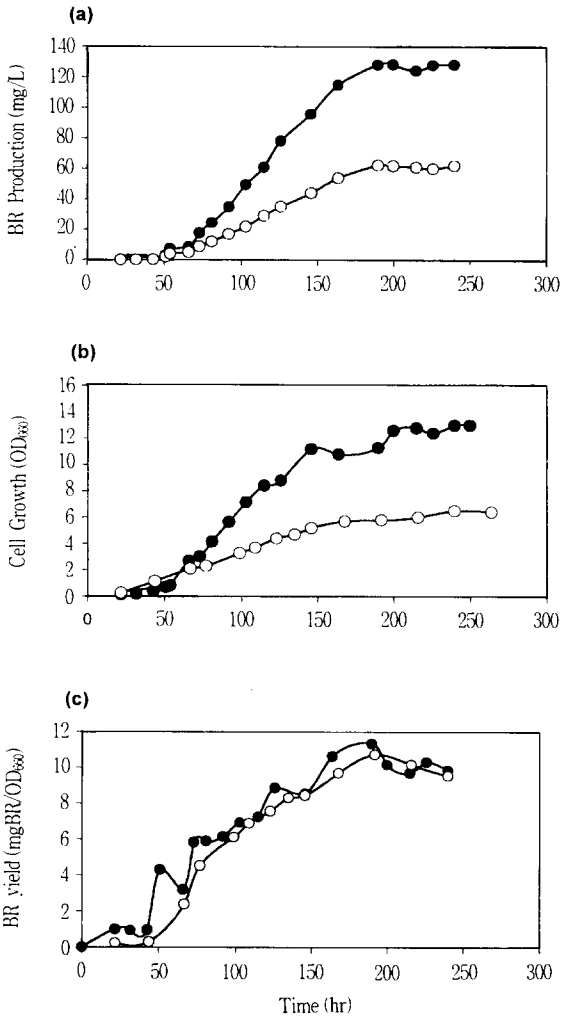 (a)
140
120
100
80
60
40
20
0
BR Production (mg/L)
0 50 100 150 200 250 300
(b)
16
14
12
10
8
6
4
2
0
Cell Growth (OD₆₆₀)
0 50 100 150 200 250 300
(c)
12
10
8
6
4
2
0
BR yield (mgBR/OD₆₆₀)
0 50 100 150 200 250 300
Time (hr)